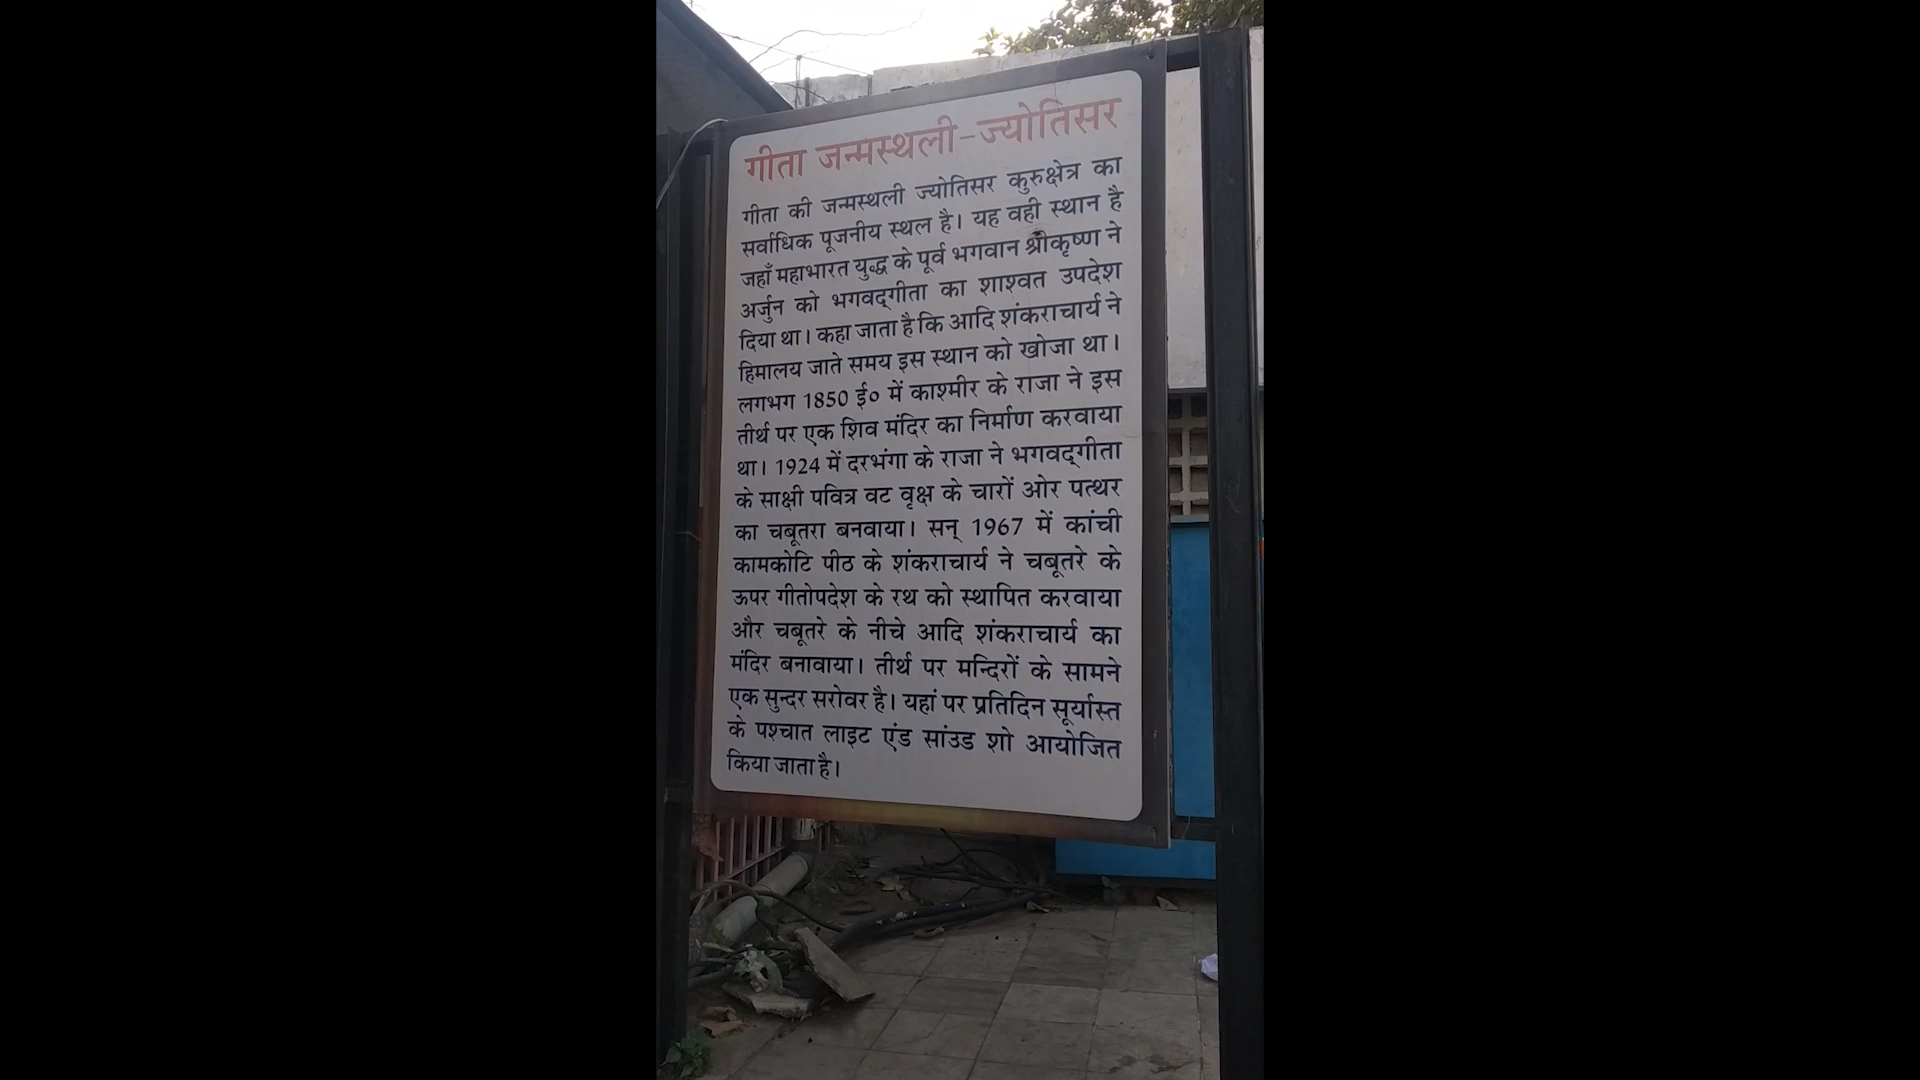 गीता जन्मस्थली-ज्योतिसर
गीता की जन्मस्थली ज्योतिसर कुरुक्षेत्र का
सर्वाधिक पूजनीय स्थल है। यह वही स्थान है
जहाँ महाभारत युद्ध के पूर्व भगवान श्रीकृष्ण ने
अर्जुन को भगवद्‌गीता का शाश्वत उपदेश
दिया था। कहा जाता है कि आदि शंकराचार्य ने
हिमालय जाते समय इस स्थान को खोजा था।
लगभग 1850 ई० में काश्मीर के राजा ने इस
तीर्थ पर एक शिव मंदिर का निर्माण करवाया
था। 1924 में दरभंगा के राजा ने भगवद्‌गीता
के साक्षी पवित्र वट वृक्ष के चारों ओर पत्थर
का चबूतरा बनवाया। सन् 1967 में कांची
कामकोटि पीठ के शंकराचार्य ने चबूतरे के
ऊपर गीतोपदेश के रथ को स्थापित करवाया
और चबूतरे के नीचे आदि शंकराचार्य का
मंदिर बनावाया। तीर्थ पर मन्दिरों के सामने
एक सुन्दर सरोवर है। यहां पर प्रतिदिन सूर्यास्त
के पश्चात लाइट एंड सांउड शो आयोजित
किया जाता है।